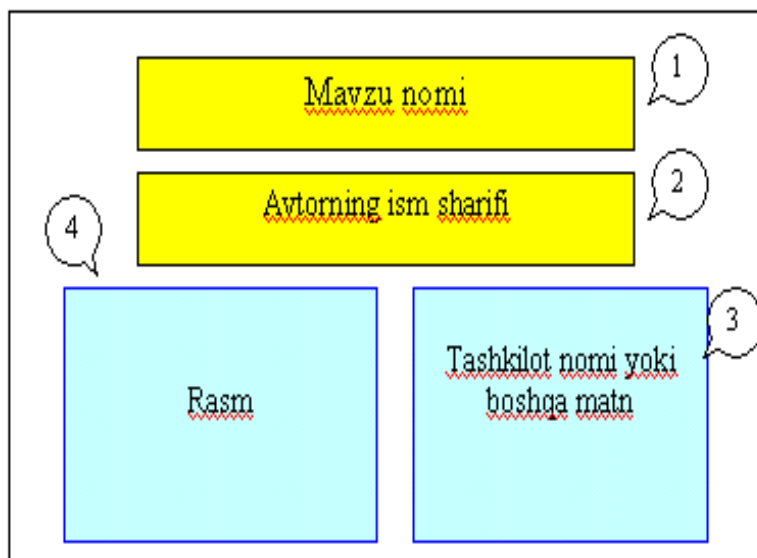 Mavzu nomi
1
Avtorning ism sharifi
2
4
Rasm
Tashkilot nomi yoki
boshqa matn
3